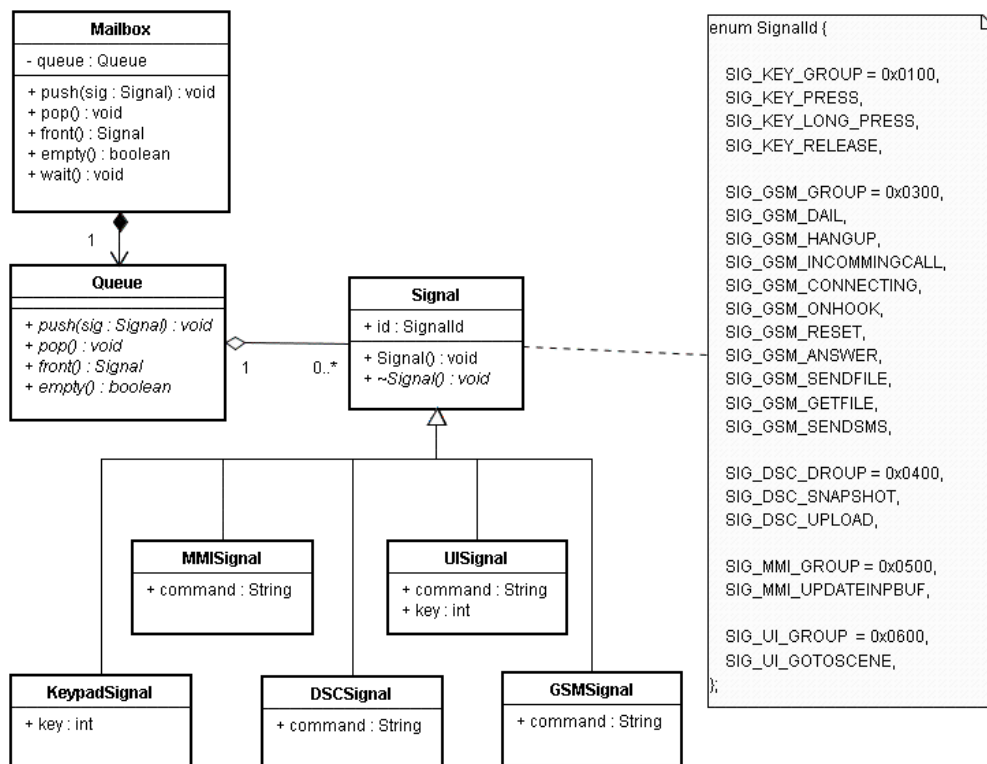 Mailbox
- queue : Queue
+ push(sig : Signal) : void
+ pop() : void
+ front() : Signal
+ empty() : boolean
+ wait() : void
1
Queue
+ push(sig : Signal) : void
+ pop() : void
+ front() : Signal
+ empty() : boolean
1
0..*
Signal
+ id : SignalId
+ Signal() : void
+ ~Signal() : void
MMISignal
+ command : String
UISignal
+ command : String
+ key : int
KeypadSignal
+ key : int
DSCSignal
+ command : String
GSMSignal
+ command : String
enum SignalId {
SIG_KEY_GROUP = 0x0100,
SIG_KEY_PRESS,
SIG_KEY_LONG_PRESS,
SIG_KEY_RELEASE,
SIG_GSM_GROUP = 0x0300,
SIG_GSM_DAIL,
SIG_GSM_HANGUP,
SIG_GSM_INCOMMINGCALL,
SIG_GSM_CONNECTING,
SIG_GSM_ONHOOK,
SIG_GSM_RESET,
SIG_GSM_ANSWER,
SIG_GSM_SENDFILE,
SIG_GSM_GETFILE,
SIG_GSM_SENDSMS,
SIG_DSC_DROUP = 0x0400,
SIG_DSC_SNAPSHOT,
SIG_DSC_UPLOAD,
SIG_MMI_GROUP = 0x0500,
SIG_MMI_UPDATEINPBUF,
SIG_UI_GROUP = 0x0600,
SIG_UI_GOTOSCENE,
};